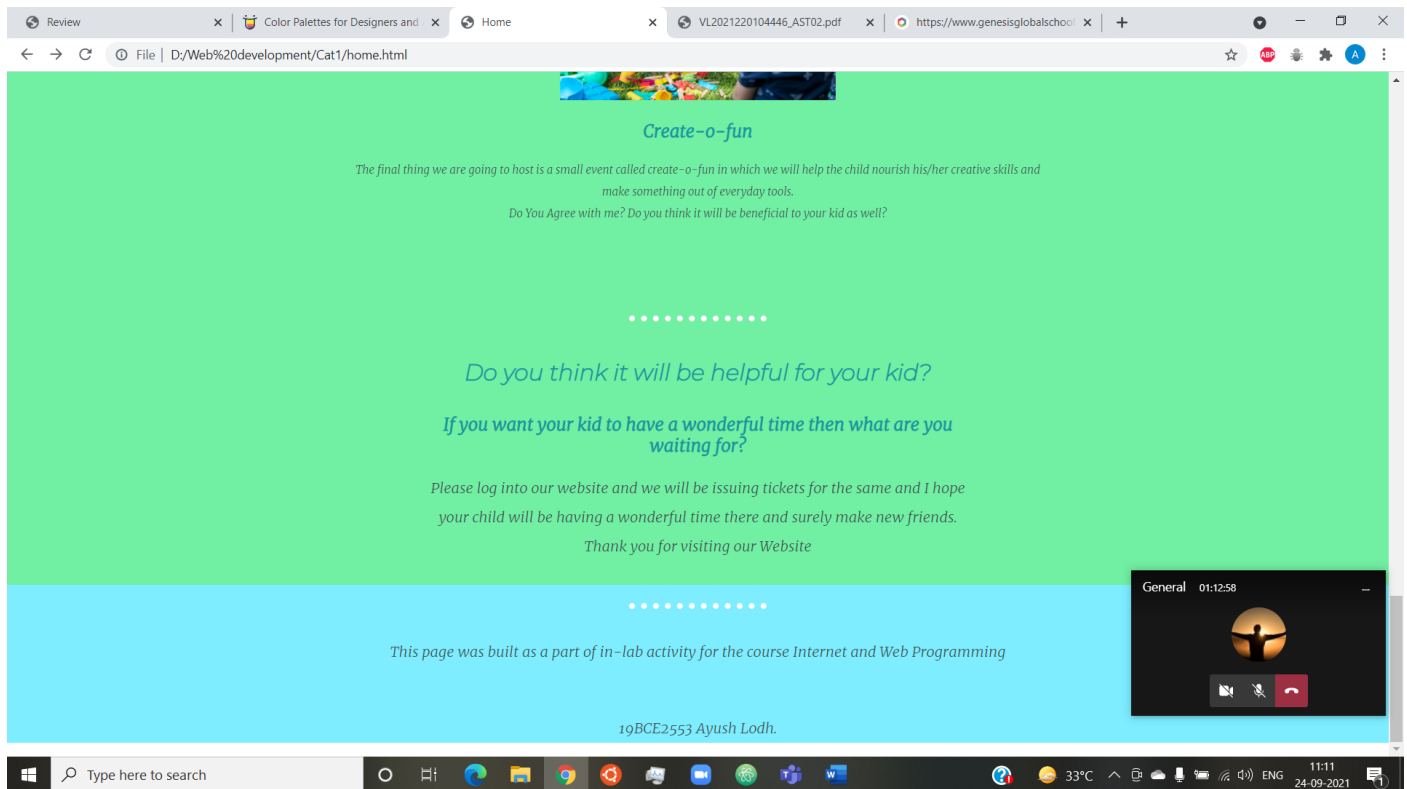 Review
Color Palettes for Designers and
Home
VL2021220104446_AST02.pdf
https://www.genesisglobalschool
File | D:/Web%20development/Cat1/home.html
ABP
A
Create-o-fun
The final thing we are going to host is a small event called create-o-fun in which we will help the child nourish his/her creative skills and
make something out of everyday tools.
Do You Agree with me? Do you think it will be beneficial to your kid as well?
Do you think it will be helpful for your kid?
If you want your kid to have a wonderful time then what are you
waiting for?
Please log into our website and we will be issuing tickets for the same and I hope
your child will be having a wonderful time there and surely make new friends.
Thank you for visiting our Website
General 01:12:58
This page was built as a part of in-lab activity for the course Internet and Web Programming
19BCE2553 Ayush Lodh.
Type here to search
33°C
ENG
11:11
24-09-2021
1